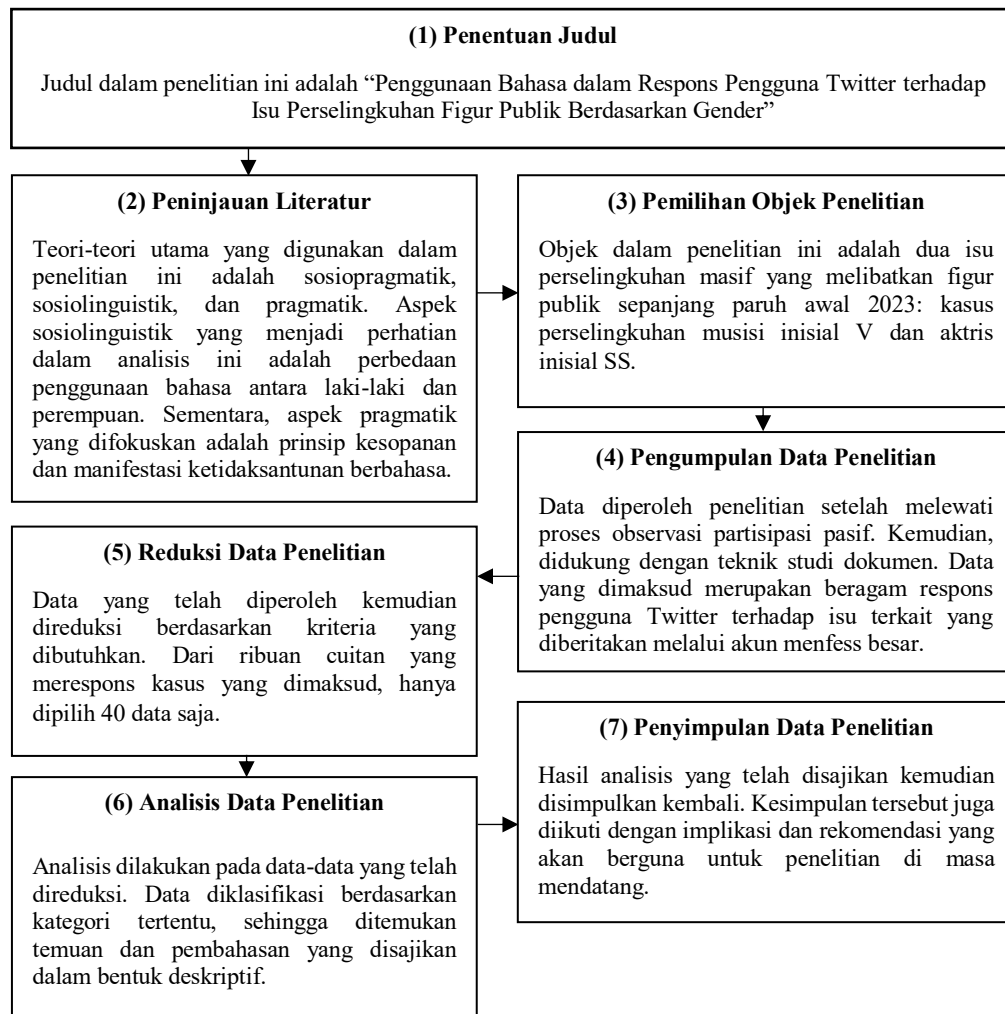 (1) Penentuan Judul
Judul dalam penelitian ini adalah “Penggunaan Bahasa dalam Respons Pengguna Twitter terhadap
Isu Perselingkuhan Figur Publik Berdasarkan Gender”
(2) Peninjauan Literatur
Teori-teori utama yang digunakan dalam
penelitian ini adalah sosiopragmatik,
sosiolinguistik, dan pragmatik. Aspek
sosiolinguistik yang menjadi perhatian
dalam analisis ini adalah perbedaan
penggunaan bahasa antara laki-laki dan
perempuan. Sementara, aspek pragmatik
yang difokuskan adalah prinsip kesopanan
dan manifestasi ketidaksantunan berbahasa.
(3) Pemilihan Objek Penelitian
Objek dalam penelitian ini adalah dua isu
perselingkuhan masif yang melibatkan figur
publik sepanjang paruh awal 2023: kasus
perselingkuhan musisi inisial V dan aktris
inisial SS.
(4) Pengumpulan Data Penelitian
Data diperoleh penelitian setelah melewati
proses observasi partisipasi pasif. Kemudian,
didukung dengan teknik studi dokumen. Data
yang dimaksud merupakan beragam respons
pengguna Twitter terhadap isu terkait yang
diberitakan melalui akun menfess besar.
(5) Reduksi Data Penelitian
Data yang telah diperoleh kemudian
direduksi berdasarkan kriteria yang
dibutuhkan. Dari ribuan cuitan yang
merespons kasus yang dimaksud, hanya
dipilih 40 data saja.
(6) Analisis Data Penelitian
Analisis dilakukan pada data-data yang telah
direduksi. Data diklasifikasi berdasarkan
kategori tertentu, sehingga ditemukan
temuan dan pembahasan yang disajikan
dalam bentuk deskriptif.
(7) Penyimpulan Data Penelitian
Hasil analisis yang telah disajikan kemudian
disimpulkan kembali. Kesimpulan tersebut juga
diikuti dengan implikasi dan rekomendasi yang
akan berguna untuk penelitian di masa
mendatang.